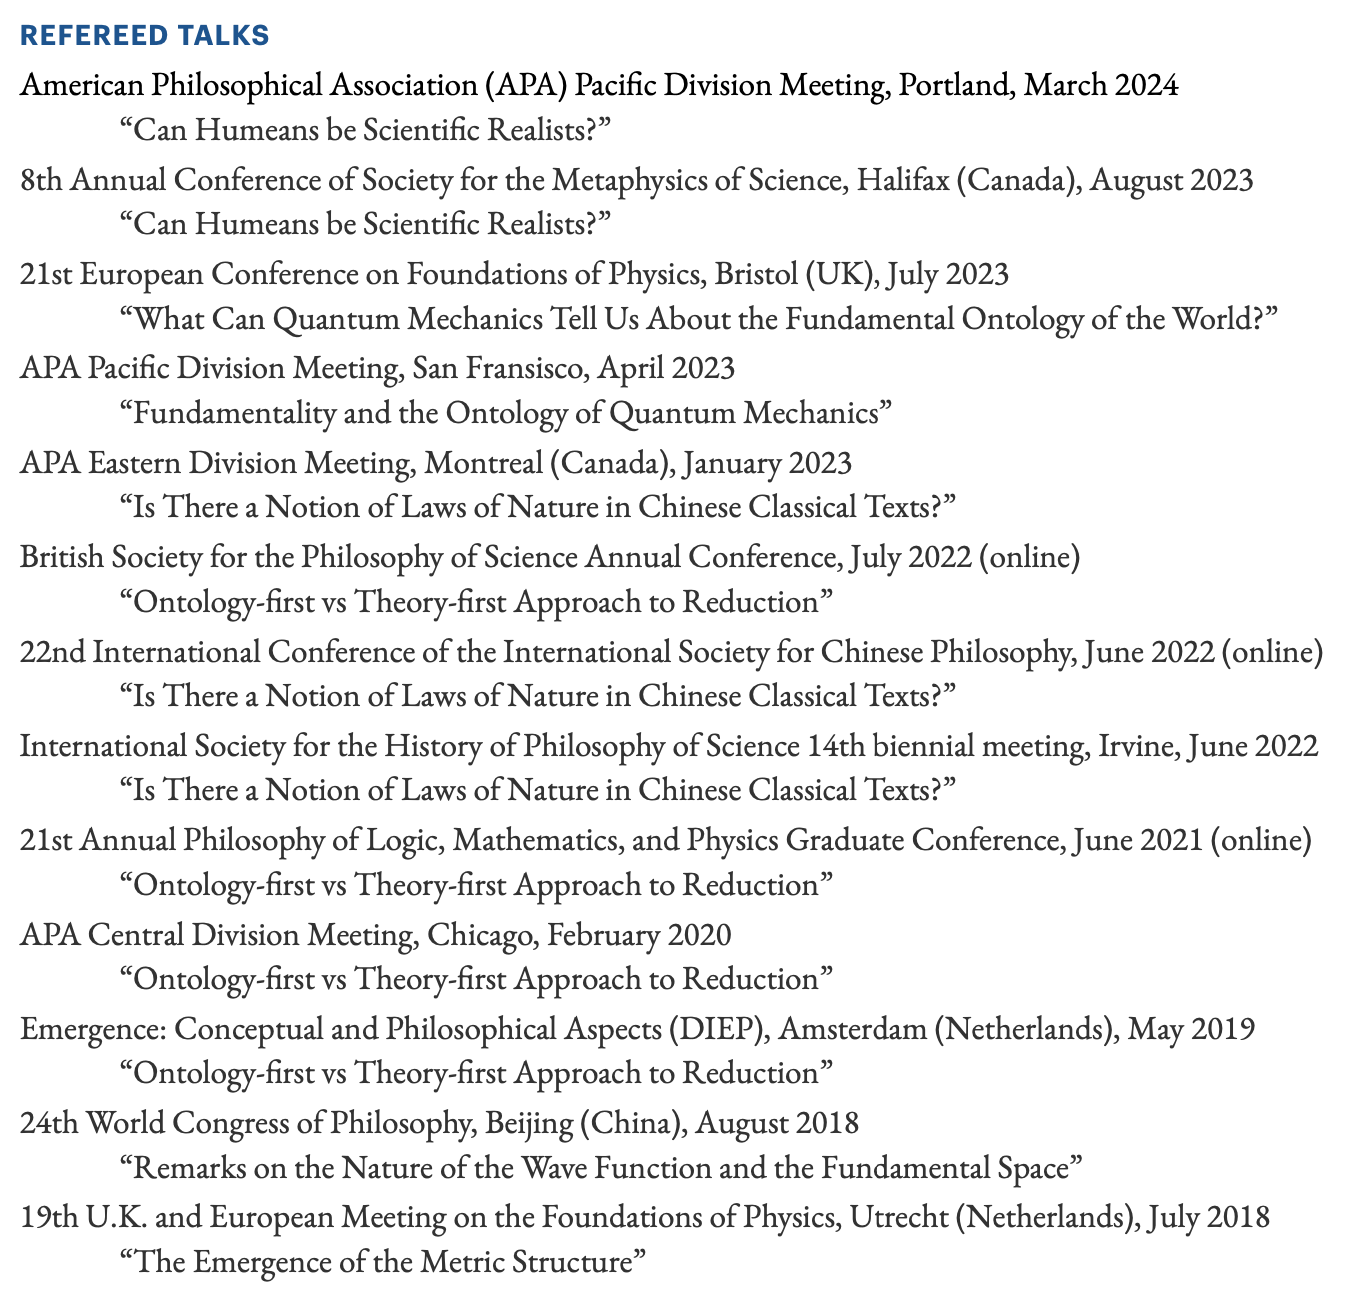 REFEREED TALKS
American Philosophical Association (APA) Pacific Division Meeting, Portland, March 2024
“Can Humeans be Scientific Realists?”
8th Annual Conference of Society for the Metaphysics of Science, Halifax (Canada), August 2023
“Can Humeans be Scientific Realists?”
21st European Conference on Foundations of Physics, Bristol (UK), July 2023
“What Can Quantum Mechanics Tell Us About the Fundamental Ontology of the World?”
APA Pacific Division Meeting, San Fransisco, April 2023
“Fundamentality and the Ontology of Quantum Mechanics”
APA Eastern Division Meeting, Montreal (Canada), January 2023
“Is There a Notion of Laws of Nature in Chinese Classical Texts?”
British Society for the Philosophy of Science Annual Conference, July 2022 (online)
“Ontology-first vs Theory-first Approach to Reduction”
22nd International Conference of the International Society for Chinese Philosophy, June 2022 (online)
“Is There a Notion of Laws of Nature in Chinese Classical Texts?”
International Society for the History of Philosophy of Science 14th biennial meeting, Irvine, June 2022
“Is There a Notion of Laws of Nature in Chinese Classical Texts?”
21st Annual Philosophy of Logic, Mathematics, and Physics Graduate Conference, June 2021 (online)
“Ontology-first vs Theory-first Approach to Reduction”
APA Central Division Meeting, Chicago, February 2020
“Ontology-first vs Theory-first Approach to Reduction”
Emergence: Conceptual and Philosophical Aspects (DIEP), Amsterdam (Netherlands), May 2019
“Ontology-first vs Theory-first Approach to Reduction”
24th World Congress of Philosophy, Beijing (China), August 2018
“Remarks on the Nature of the Wave Function and the Fundamental Space”
19th U.K. and European Meeting on the Foundations of Physics, Utrecht (Netherlands), July 2018
“The Emergence of the Metric Structure”